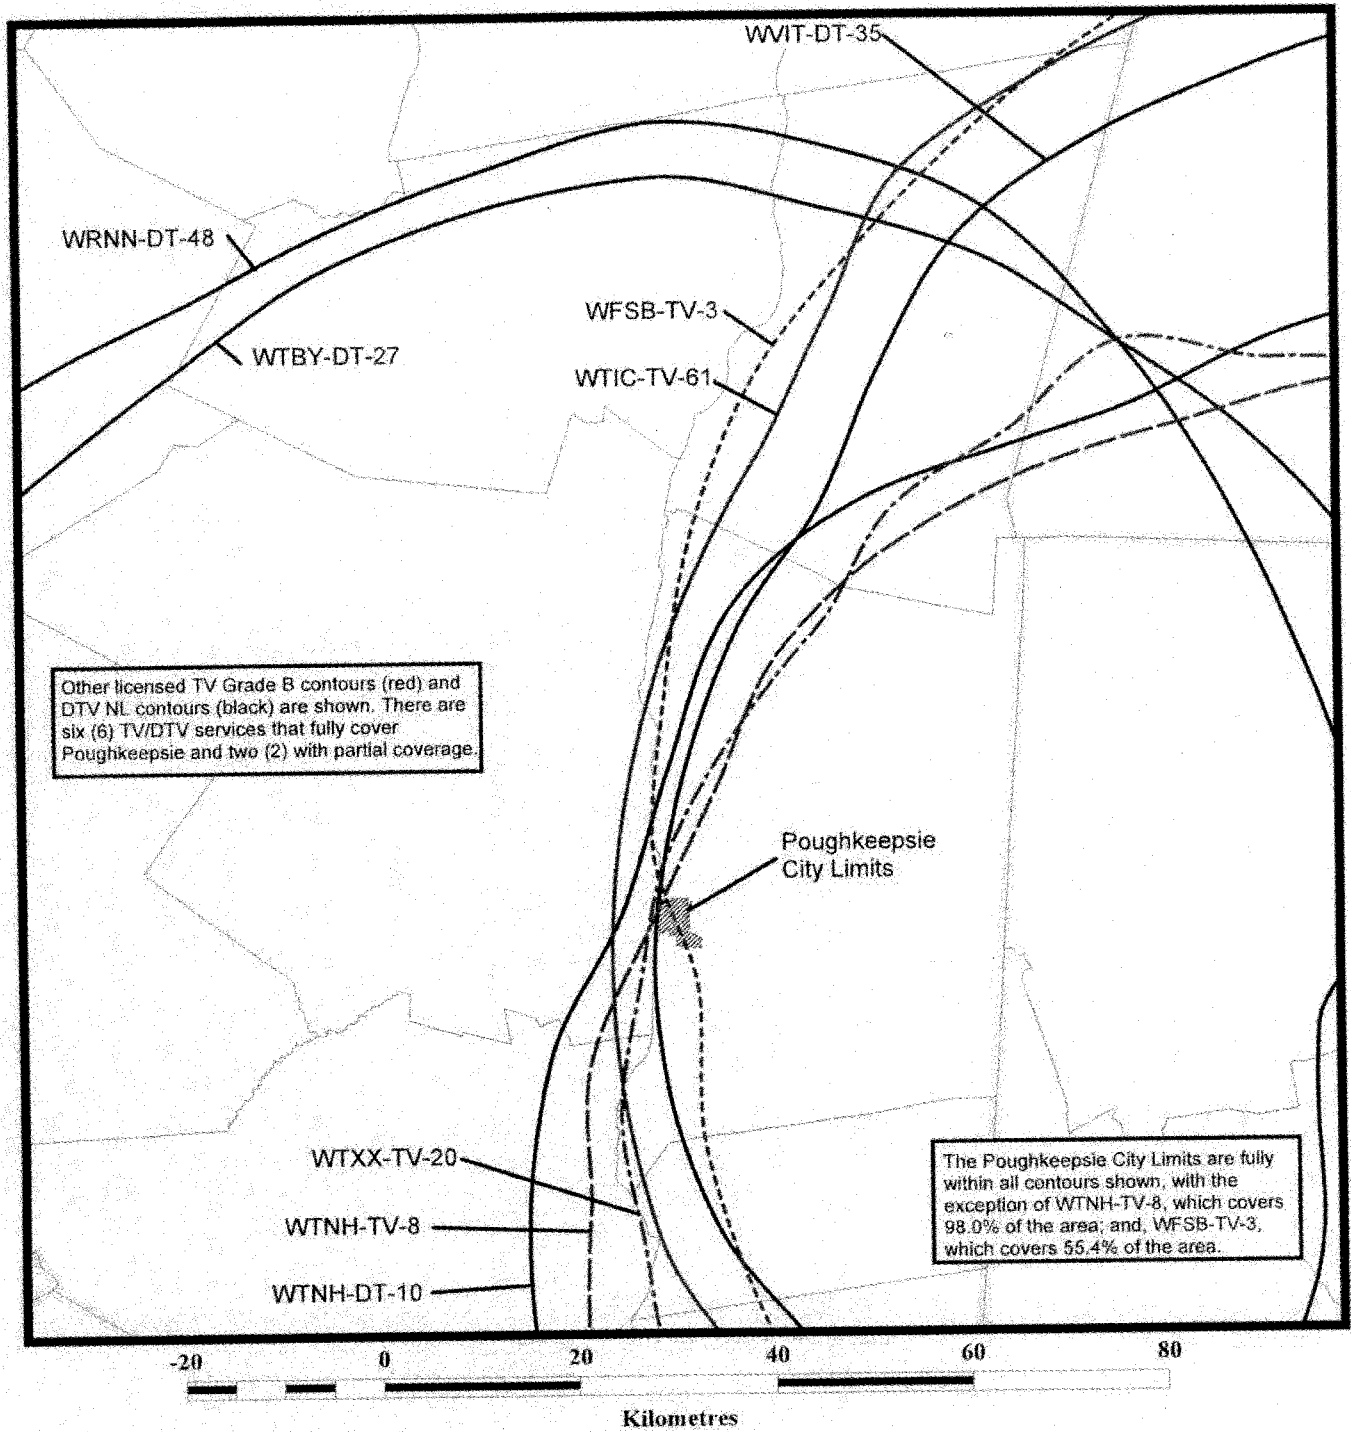 WVIT-DT-35
WRNN-DT-48
WFSB-TV-3
WTBY-DT-27
WTIC-TV-61
Other licensed TV Grade B contours (red) and
DTV NL contours (black) are shown. There are
six (6) TV/DTV services that fully cover
Poughkeepsie and two (2) with partial coverage.
Poughkeepsie
City Limits
WTXX-TV-20
WTNH-TV-8
WTNH-DT-10
The Poughkeepsie City Limits are fully
within all contours shown, with the
exception of WTNH-TV-8, which covers
98.0% of the area; and, WFSB-TV-3,
which covers 55.4% of the area.
-20 0 20 40 60 80
Kilometres